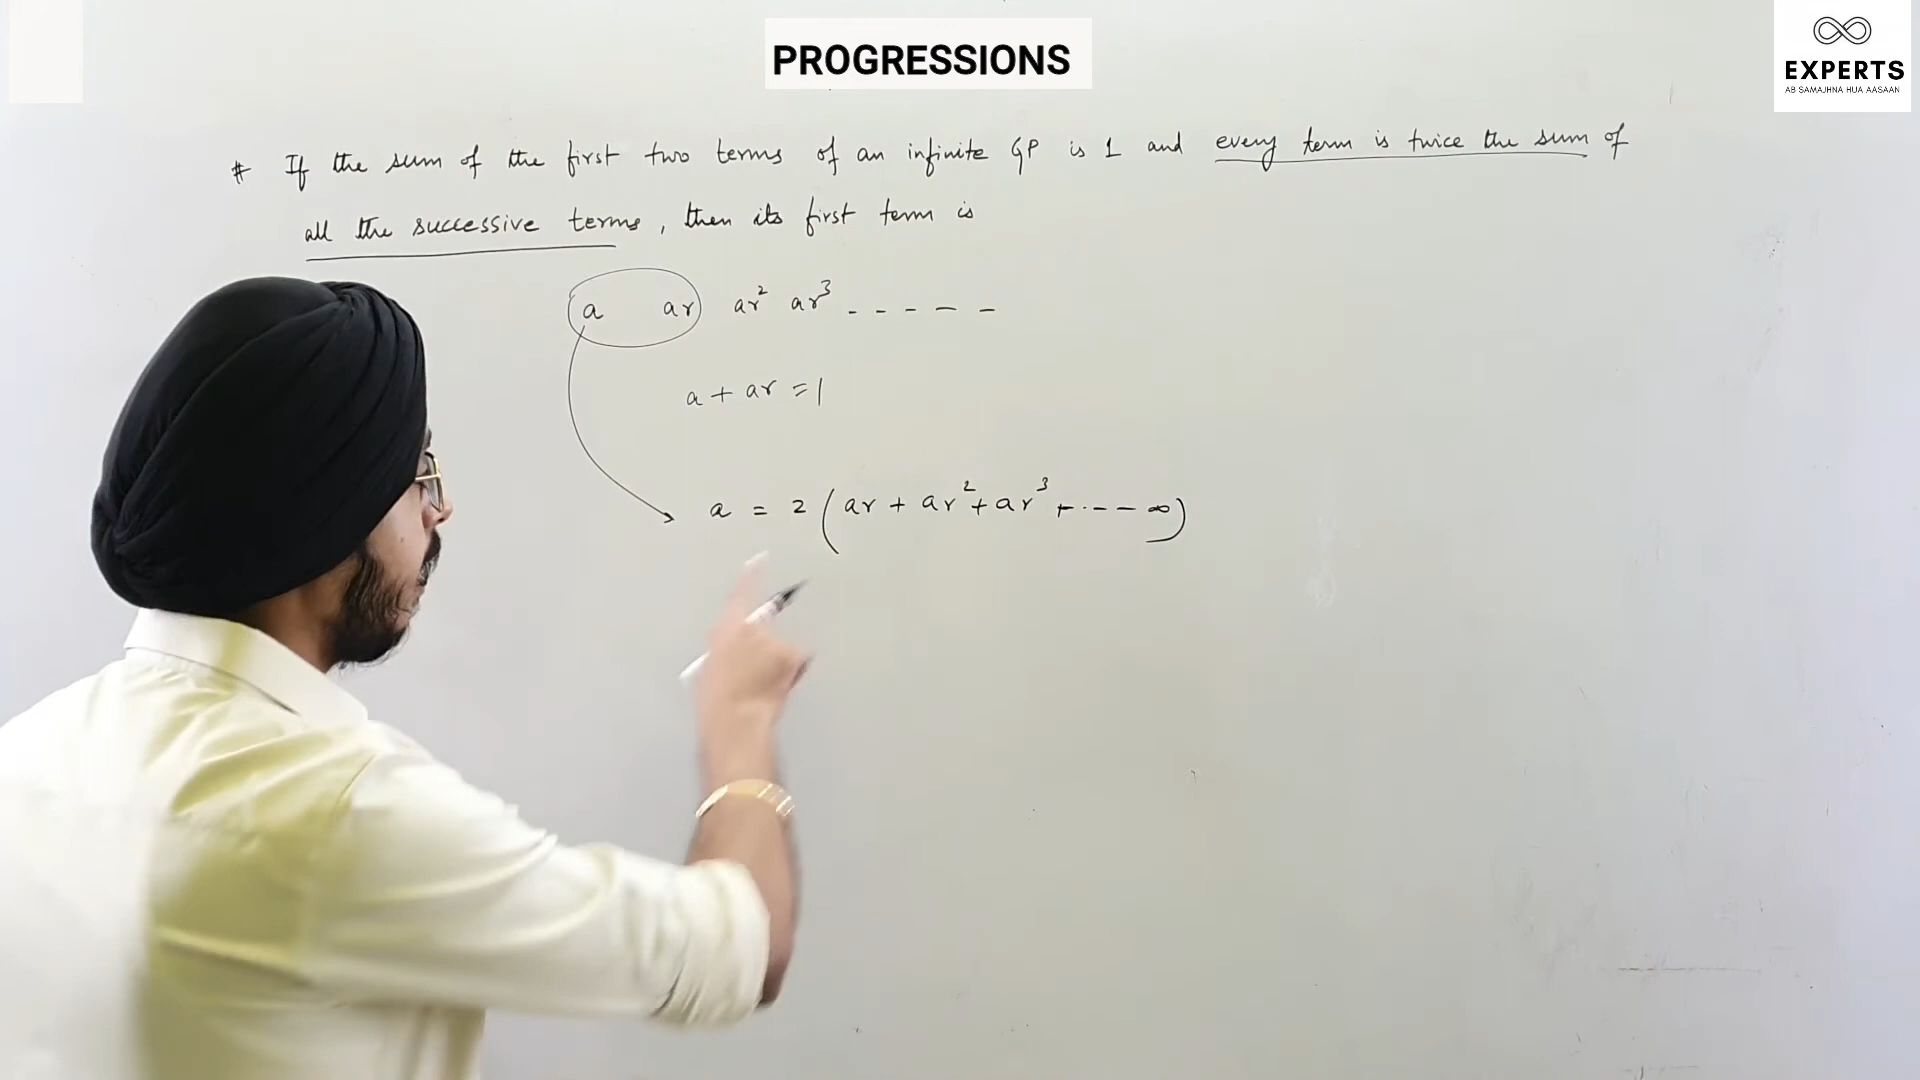 PROGRESSIONS
EXPERTS
AB SAMAJHNA HUA AASAAN
# If the sum of the first two terms of an infinite GP is 1 and every term is twice the sum of
all the successive terms, then its first term is
a ar ar² ar³ - - - - -
a + ar = 1
a = 2 (ar + ar² + ar³ + - - - ∞)